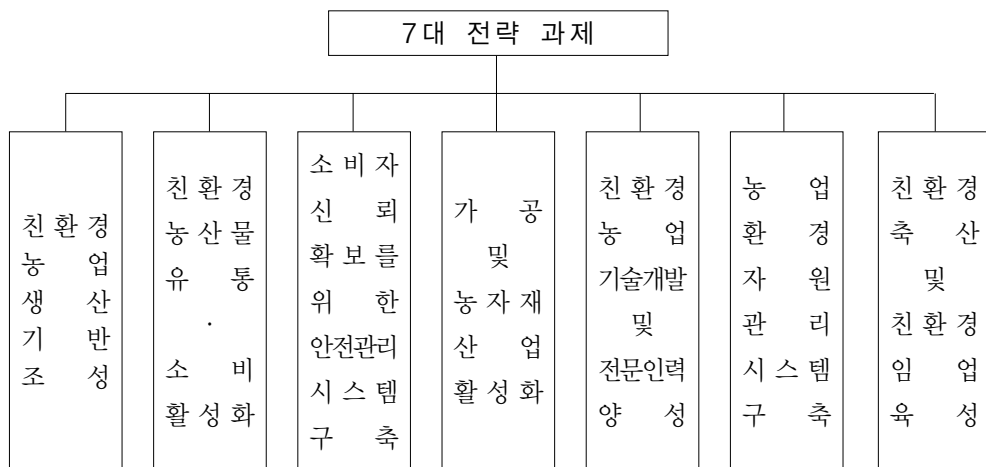 7대 전략 과제
친환경
농업
생산
기반
조성
친환경
농산물
유통
·
소비
활성화
소비자
신뢰
확보를
위한
안전관리
시스템
구축
가공
및
농자재
산업
활성화
친환경
농업
기술개발
및
전문인력
양성
농업
환경
자원
관리
시스템
구축
친환경
축산
및
친환경
임업
육성